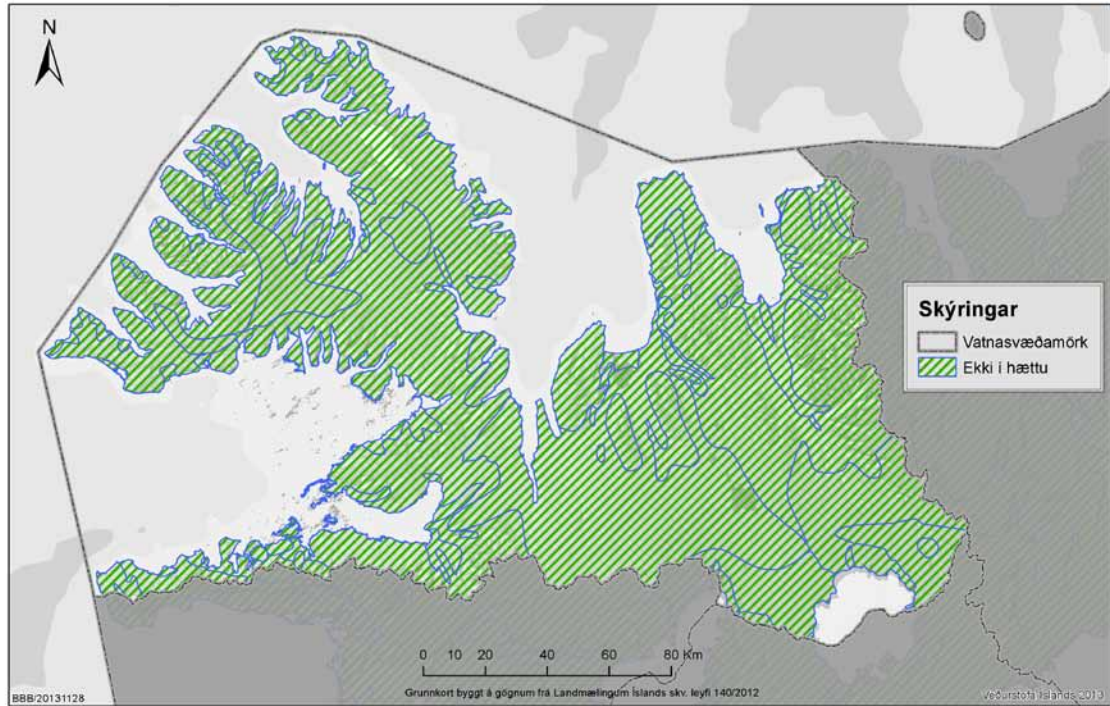 N
Skýringar
Vatnasvæðamörk
Ekki í hættu
0 10 20 40 60 80 Km
Grunnkort byggt á gögnum frá Landmælingum Íslands skv. leyfi 140/2012
BBB/20131128
Veðurstofa Íslands 2013